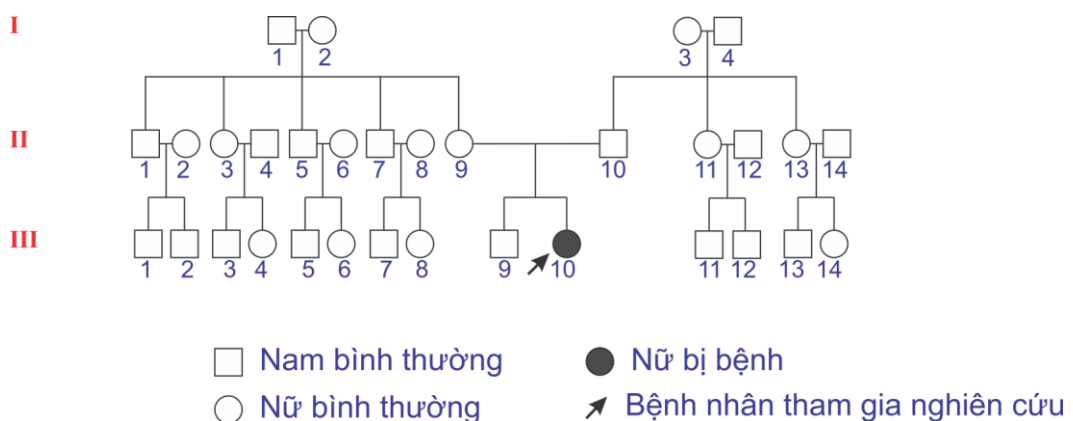 I
1 2 3 4
II
1 2 3 4 5 6 7 8 9 10 11 12 13 14
III
1 2 3 4 5 6 7 8 9 10 11 12 13 14
Nam bình thường Nữ bị bệnh
Nữ bình thường Bệnh nhân tham gia nghiên cứu